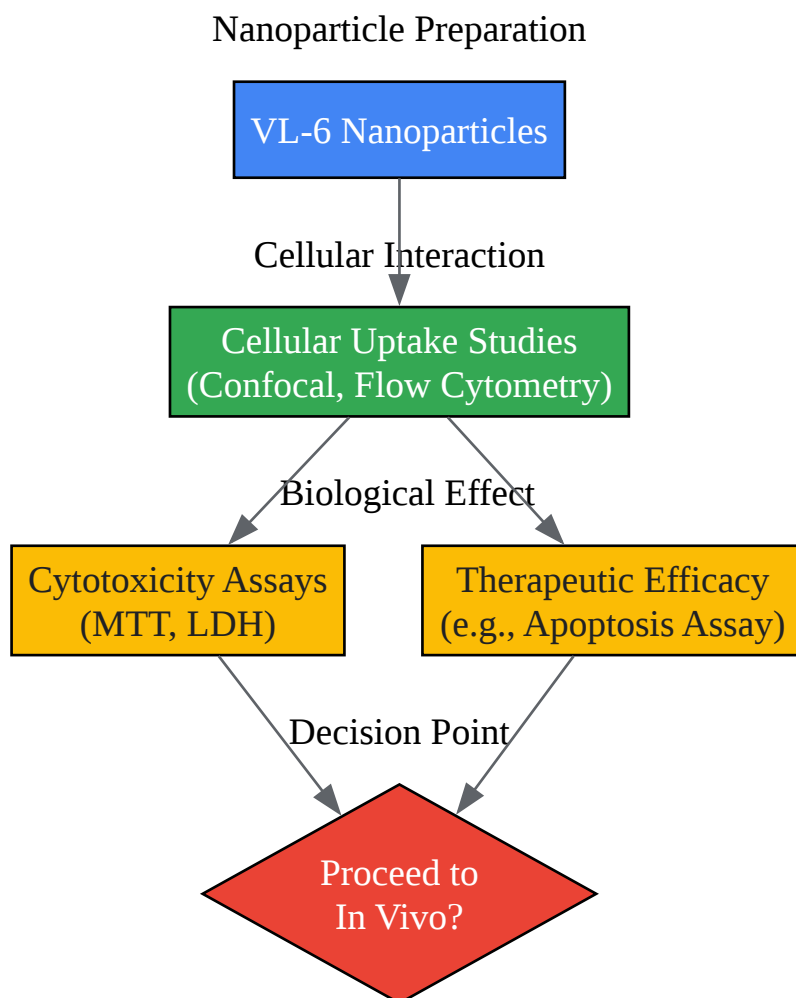 Nanoparticle Preparation
VL-6 Nanoparticles
Cellular Interaction
Cellular Uptake Studies
(Confocal, Flow Cytometry)
Biological Effect
Cytotoxicity Assays
(MTT, LDH)
Therapeutic Efficacy
(e.g., Apoptosis Assay)
Decision Point
Proceed to
In Vivo?